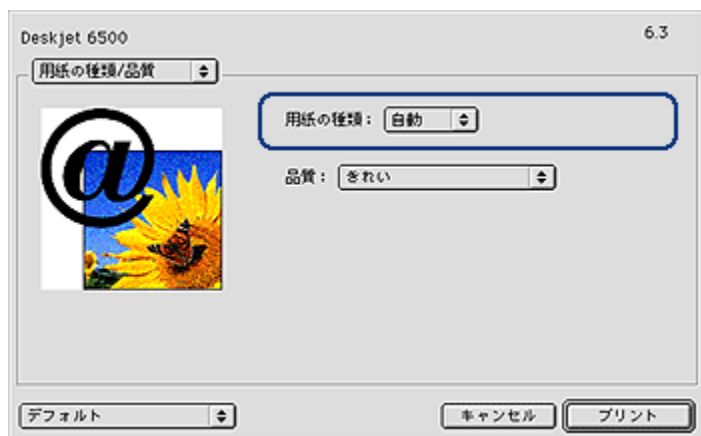 Deskjet 6500
6.3
用紙の種類/品質
用紙の種類： 自動
品質： きれい
@
デフォルト
キャンセル
プリント